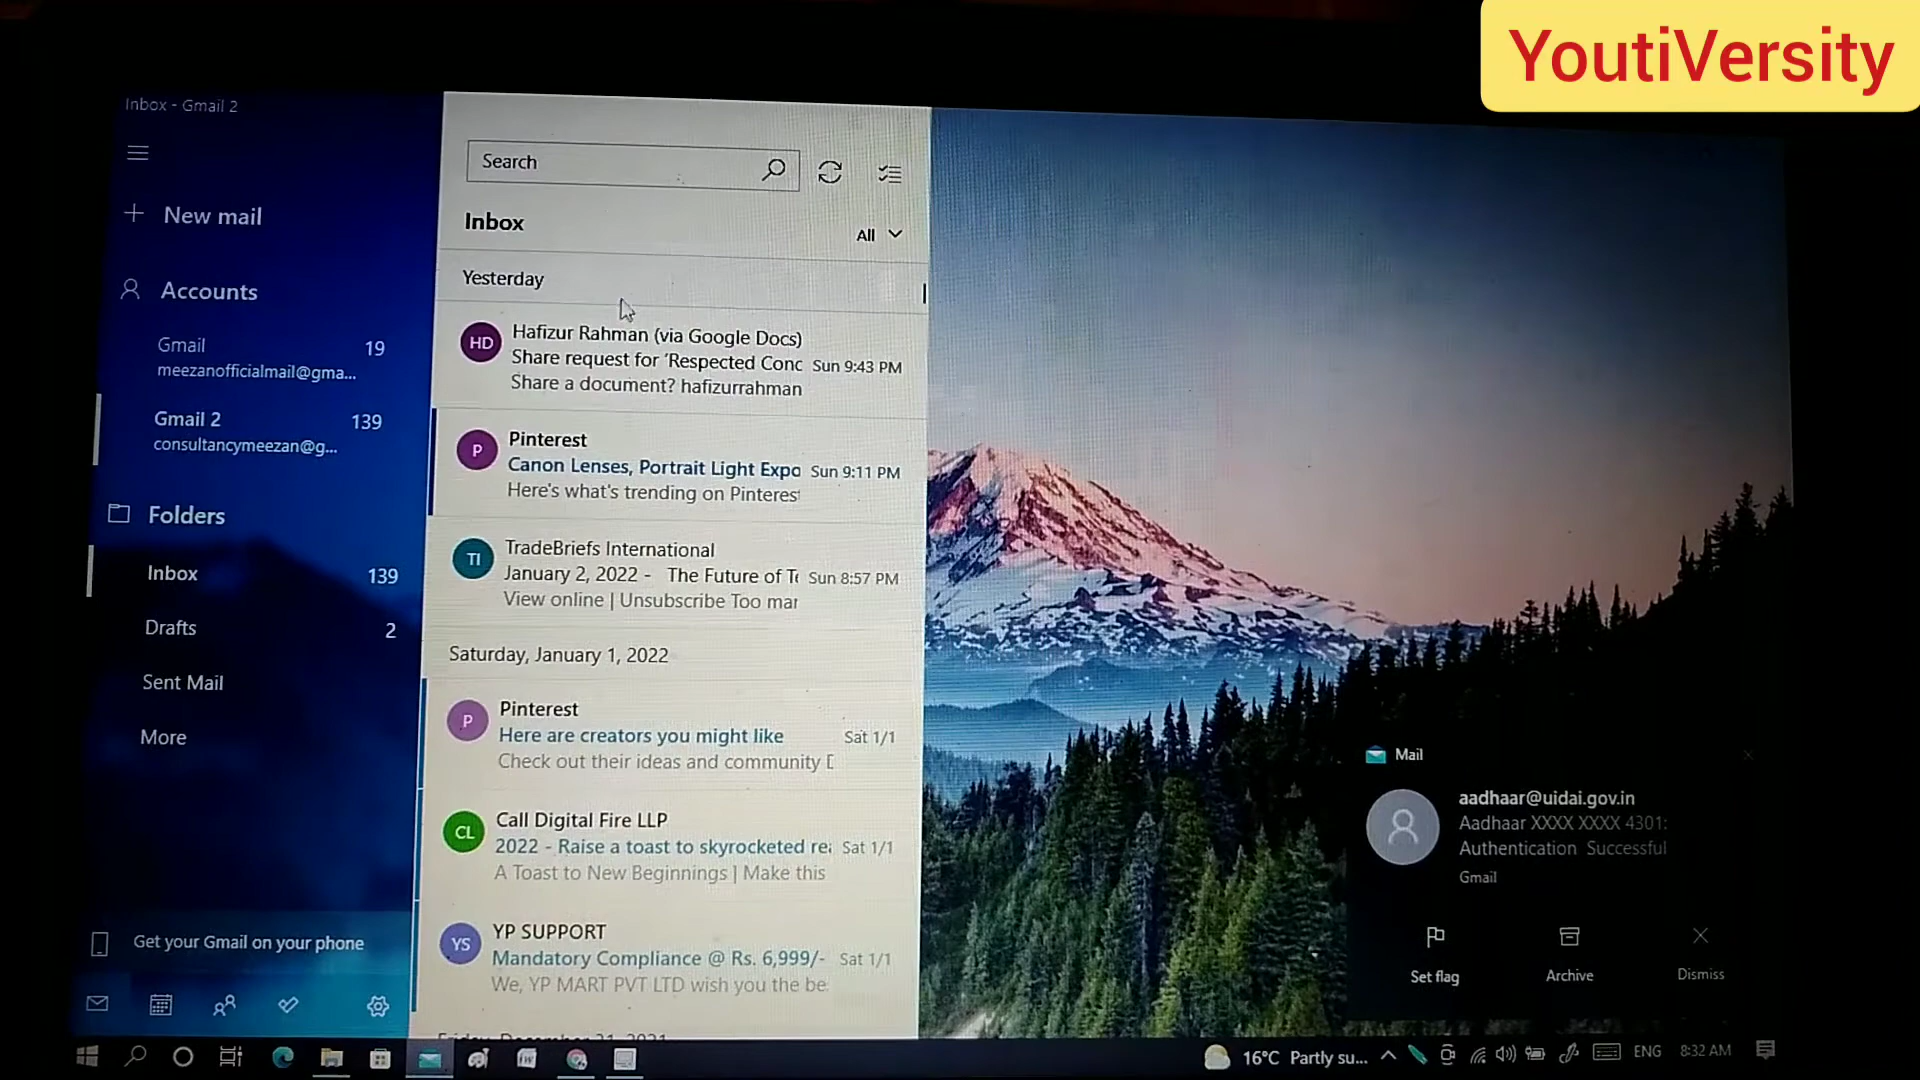 YoutiVersity
Inbox - Gmail 2
New mail
Accounts
Gmail 19
meezanofficialmail@gma...
Gmail 2 139
consultancymeezan@g...
Folders
Inbox 139
Drafts 2
Sent Mail
More
Get your Gmail on your phone
Search
Inbox
All
Yesterday
HD
Hafizur Rahman (via Google Docs)
Share request for 'Respected Conc Sun 9:43 PM
Share a document? hafizurrahman
P
Pinterest
Canon Lenses, Portrait Light Expo Sun 9:11 PM
Here's what's trending on Pinterest
TI
TradeBriefs International
January 2, 2022 - The Future of Te Sun 8:57 PM
View online | Unsubscribe Too mar
Saturday, January 1, 2022
P
Pinterest
Here are creators you might like Sat 1/1
Check out their ideas and community
CL
Call Digital Fire LLP
2022 - Raise a toast to skyrocketed rea Sat 1/1
A Toast to New Beginnings | Make this
YS
YP SUPPORT
Mandatory Compliance @ Rs. 6,999/- Sat 1/1
We, YP MART PVT LTD wish you the be
Mail
aadhaar@uidai.gov.in
Aadhaar XXXX XXXX 4301:
Authentication Successful
Gmail
Set flag
Archive
Dismiss
16°C Partly su...
ENG
8:32 AM